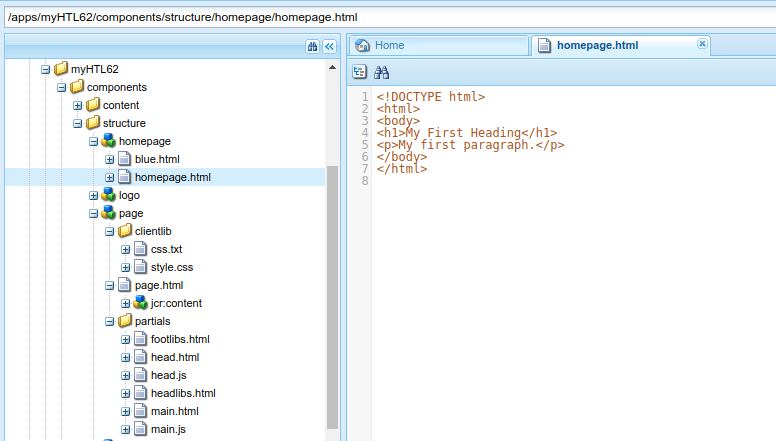 /apps/myHTL62/components/structure/homepage/homepage.html
myHTL62
components
content
structure
homepage
blue.html
homepage.html
logo
page
clientlib
css.txt
style.css
page.html
jcr:content
partials
footlibs.html
head.html
head.js
headlibs.html
main.html
main.js
Home
homepage.html
1 <!DOCTYPE html>
2 <html>
3 <body>
4 <h1>My First Heading</h1>
5 <p>My first paragraph.</p>
6 </body>
7 </html>
8